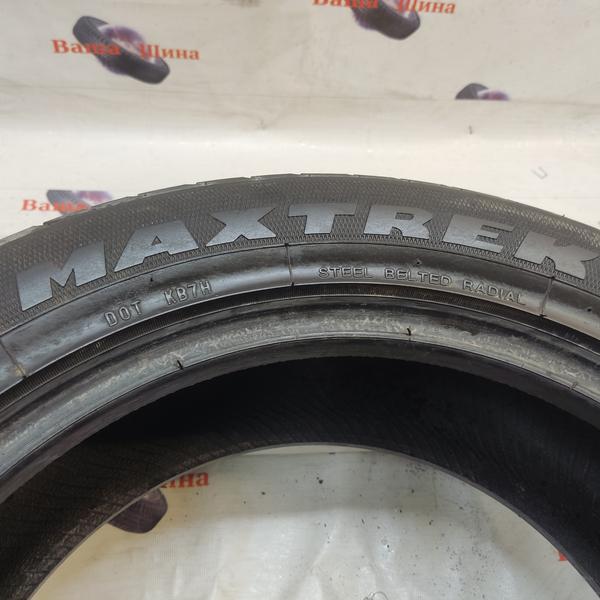 Ваша Шина
Ваша
MAXTREK
DOT KB7H
STEEL BELTED RADIAL